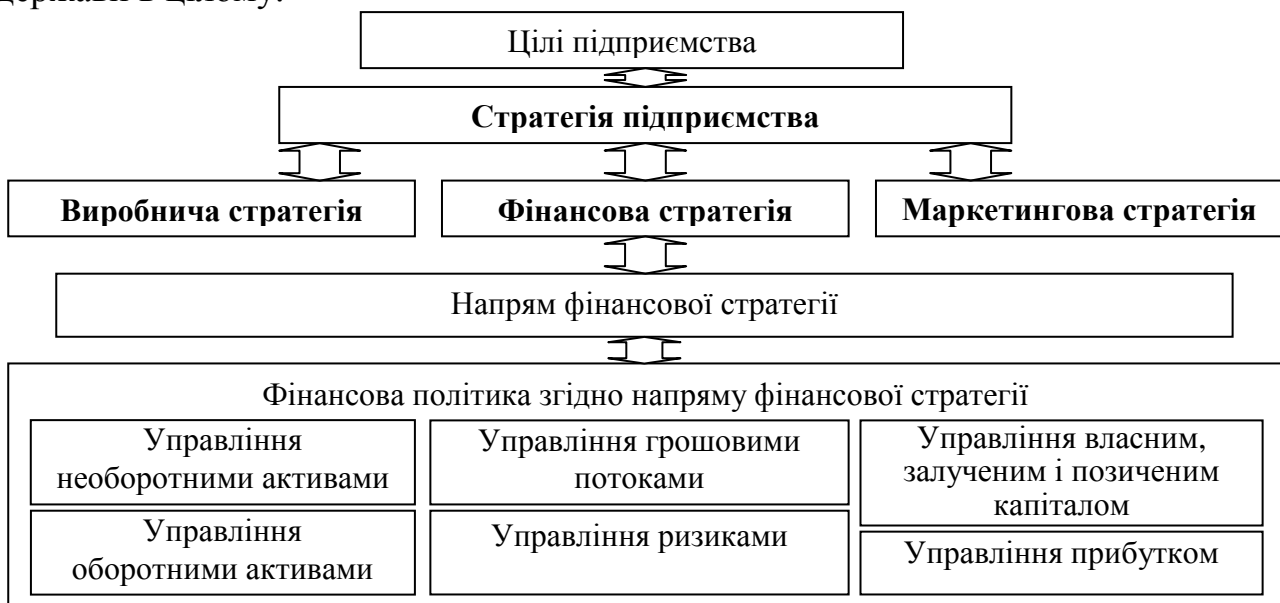 держави в цілому.
Цілі підприємства
Стратегія підприємства
Виробнича стратегія
Фінансова стратегія
Маркетингова стратегія
Напрям фінансової стратегії
Фінансова політика згідно напряму фінансової стратегії
Управління
необоротними активами
Управління грошовими
потоками
Управління власним,
залученим і позиченим
капіталом
Управління
оборотними активами
Управління ризиками
Управління прибутком